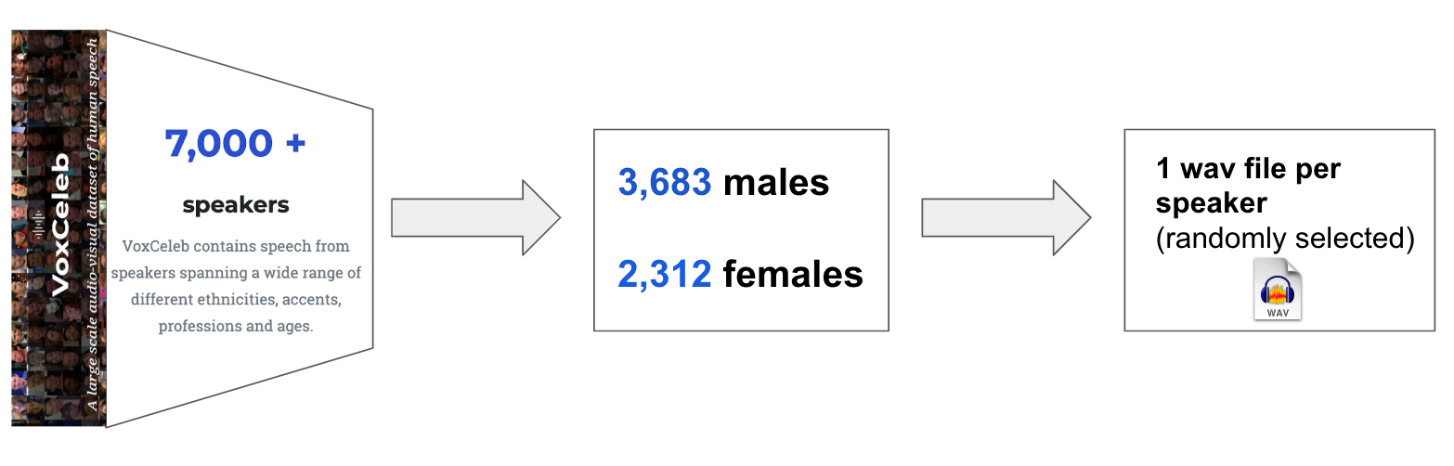 VoxCeleb
A large scale audio-visual dataset of human speech
7,000 +
speakers
VoxCeleb contains speech from
speakers spanning a wide range of
different ethnicities, accents,
professions and ages.
3,683 males
2,312 females
1 wav file per
speaker
(randomly selected)
WAV